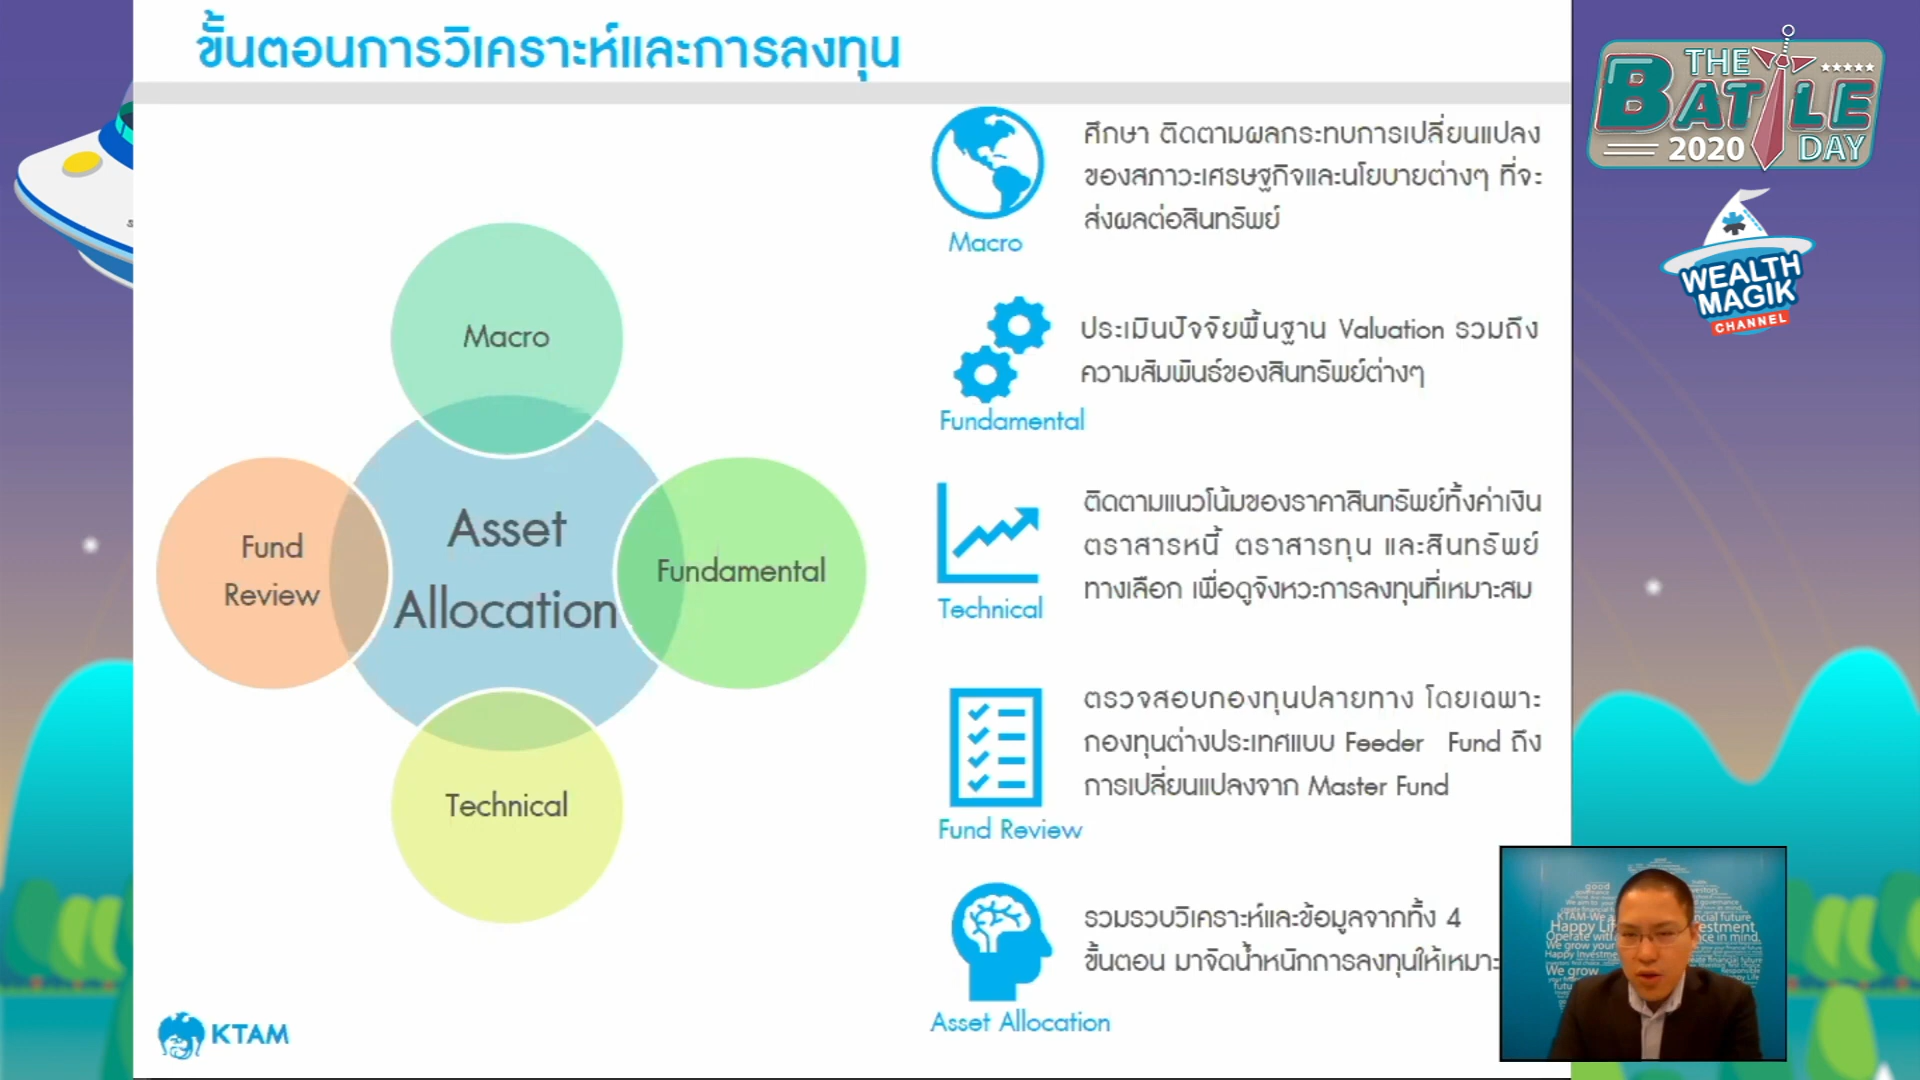 ขั้นตอนการวิเคราะห์และการลงทุน
THE
BATTLE
2020 DAY
WEALTH
MAGIK
CHANNEL
Macro
Fund
Review
Asset
Allocation
Fundamental
Technical
ศึกษา ติดตามผลกระทบการเปลี่ยนแปลง
ของสภาวะเศรษฐกิจและนโยบายต่างๆ ที่จะ
ส่งผลต่อสินทรัพย์
Macro
ประเมินปัจจัยพื้นฐาน Valuation รวมถึง
ความสัมพันธ์ของสินทรัพย์ต่างๆ
Fundamental
ติดตามแนวโน้มของราคาสินทรัพย์ทั้งค่าเงิน
ตราสารหนี้ ตราสารทุน และสินทรัพย์
ทางเลือก เพื่อดูจังหวะการลงทุนที่เหมาะสม
Technical
ตรวจสอบกองทุนปลายทาง โดยเฉพาะ
กองทุนต่างประเทศแบบ Feeder Fund ถึง
การเปลี่ยนแปลงจาก Master Fund
Fund Review
รวมรวบวิเคราะห์และข้อมูลจากทั้ง 4
ขั้นตอน มาจัดน้ำหนักการลงทุนให้เหมาะ
Asset Allocation
KTAM